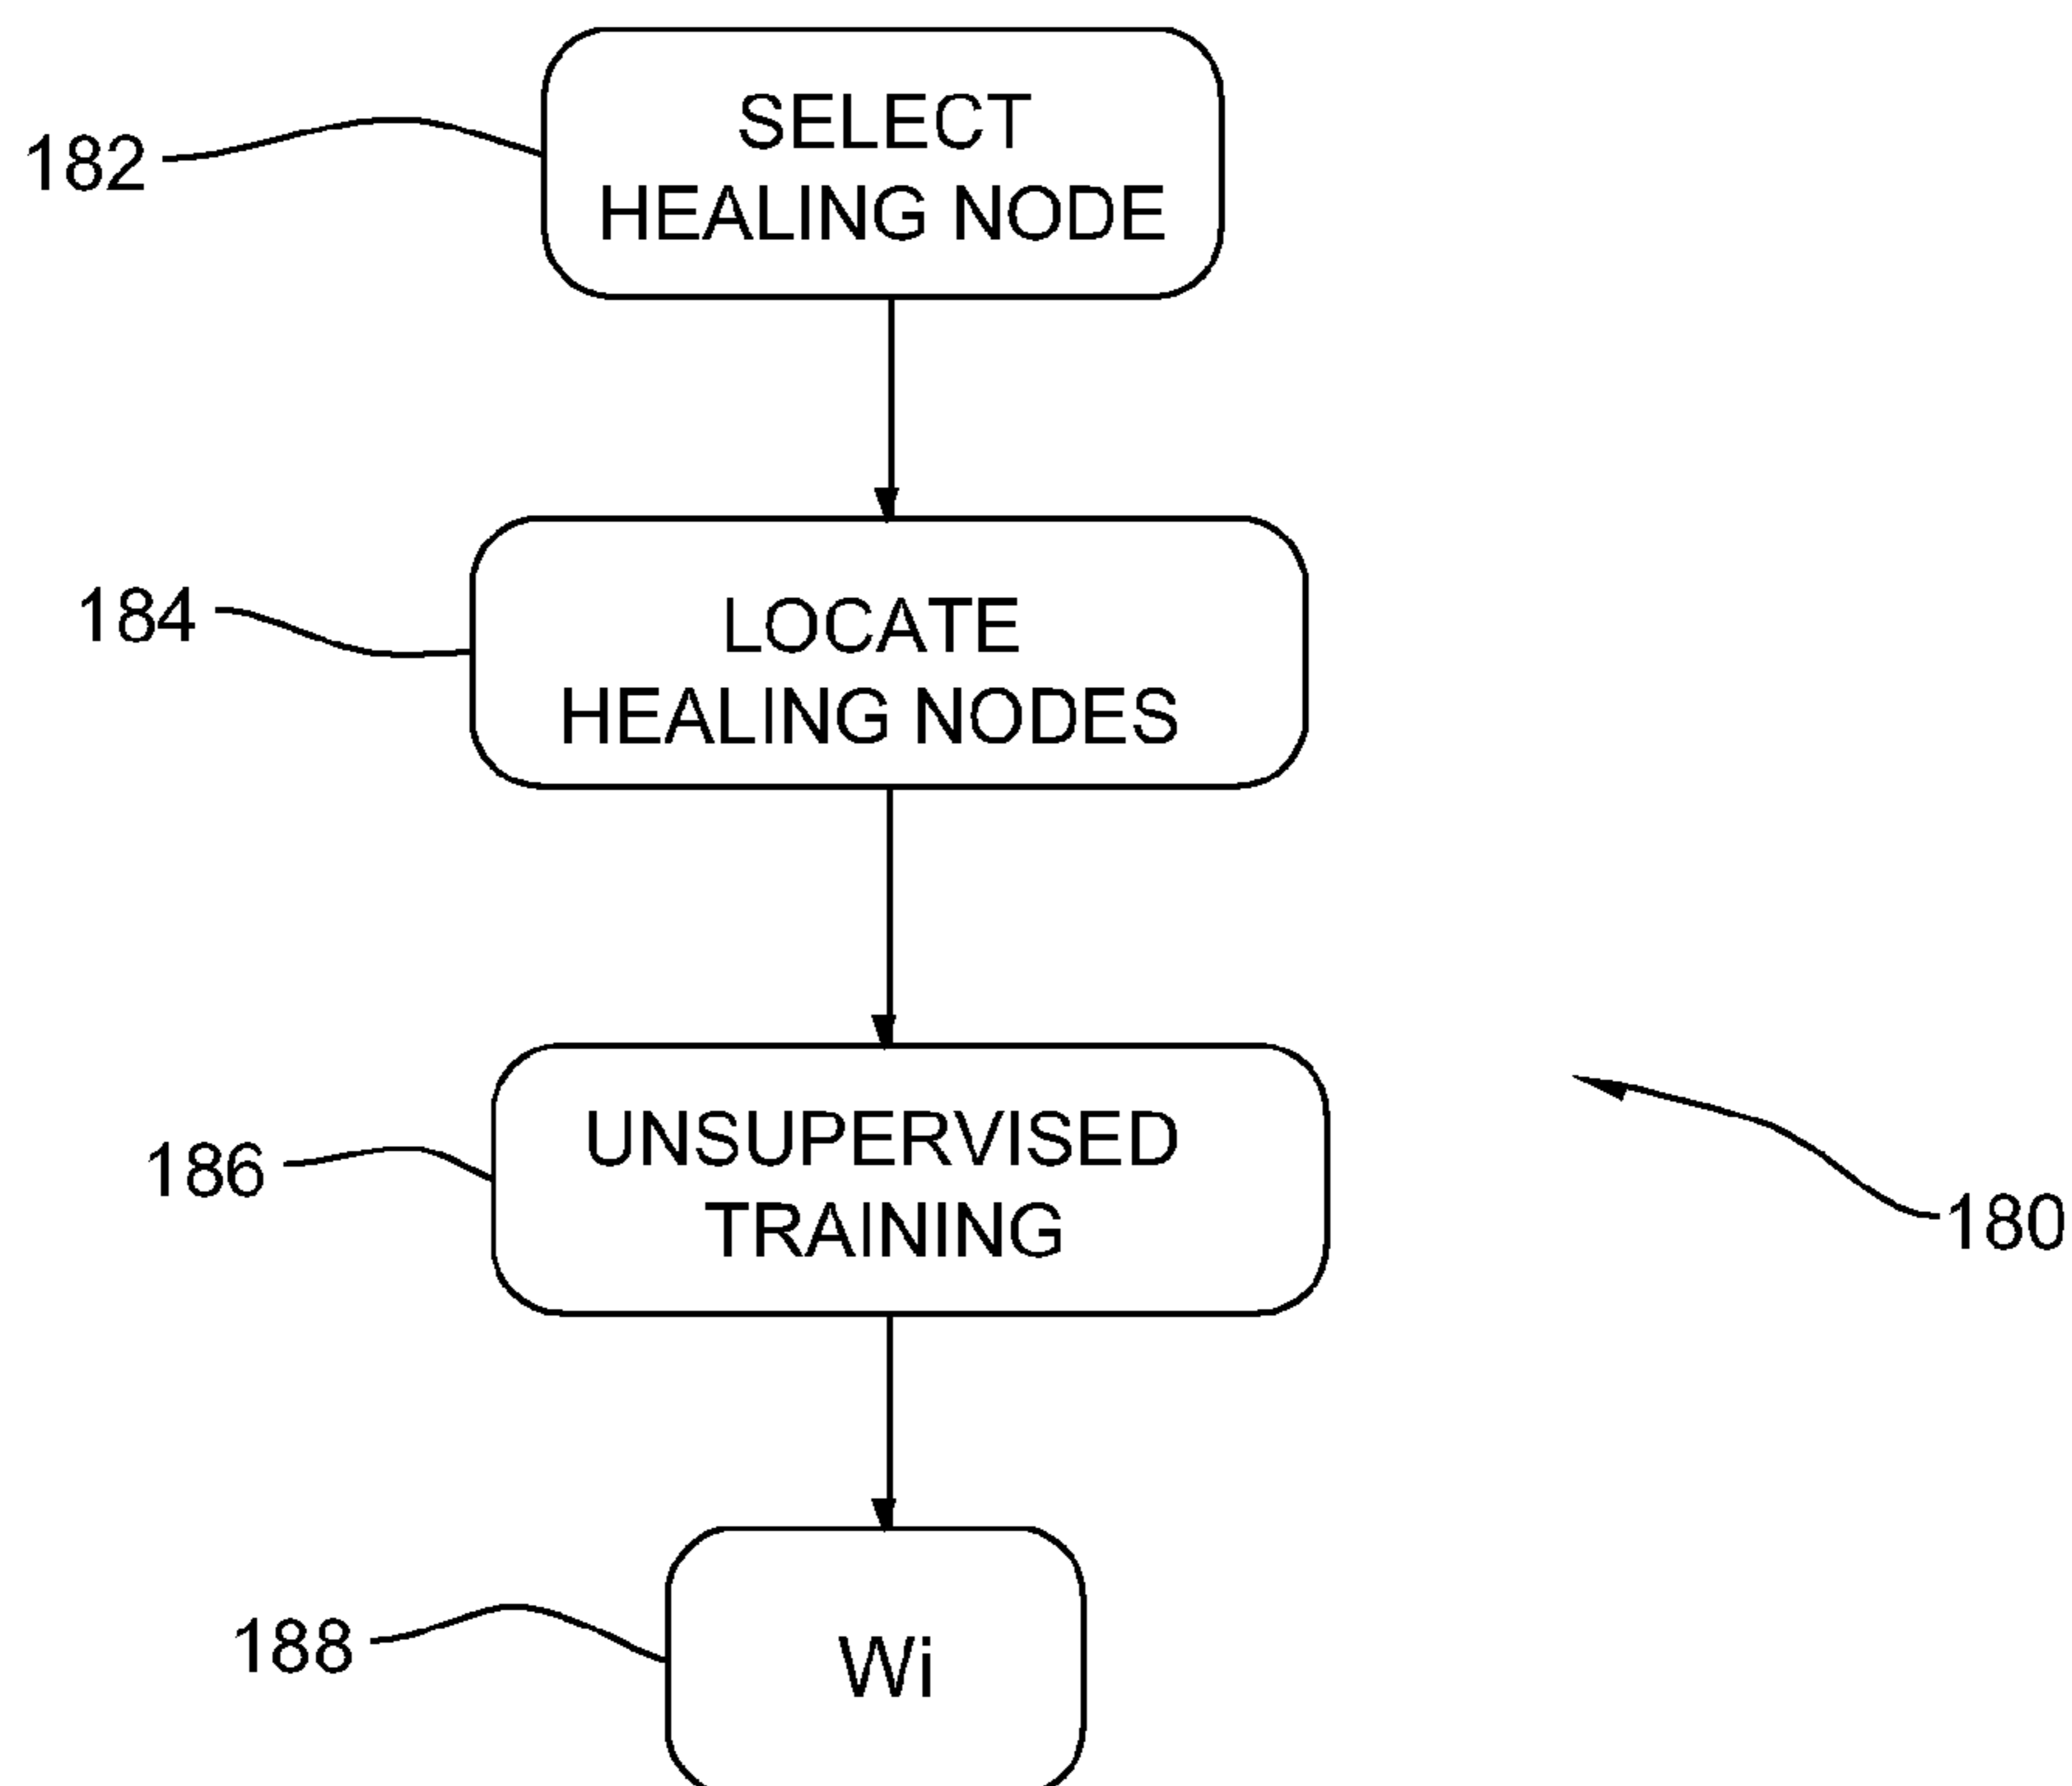 SELECT
HEALING NODE
182
LOCATE
HEALING NODES
184
UNSUPERVISED
TRAINING
186
180
Wi
188